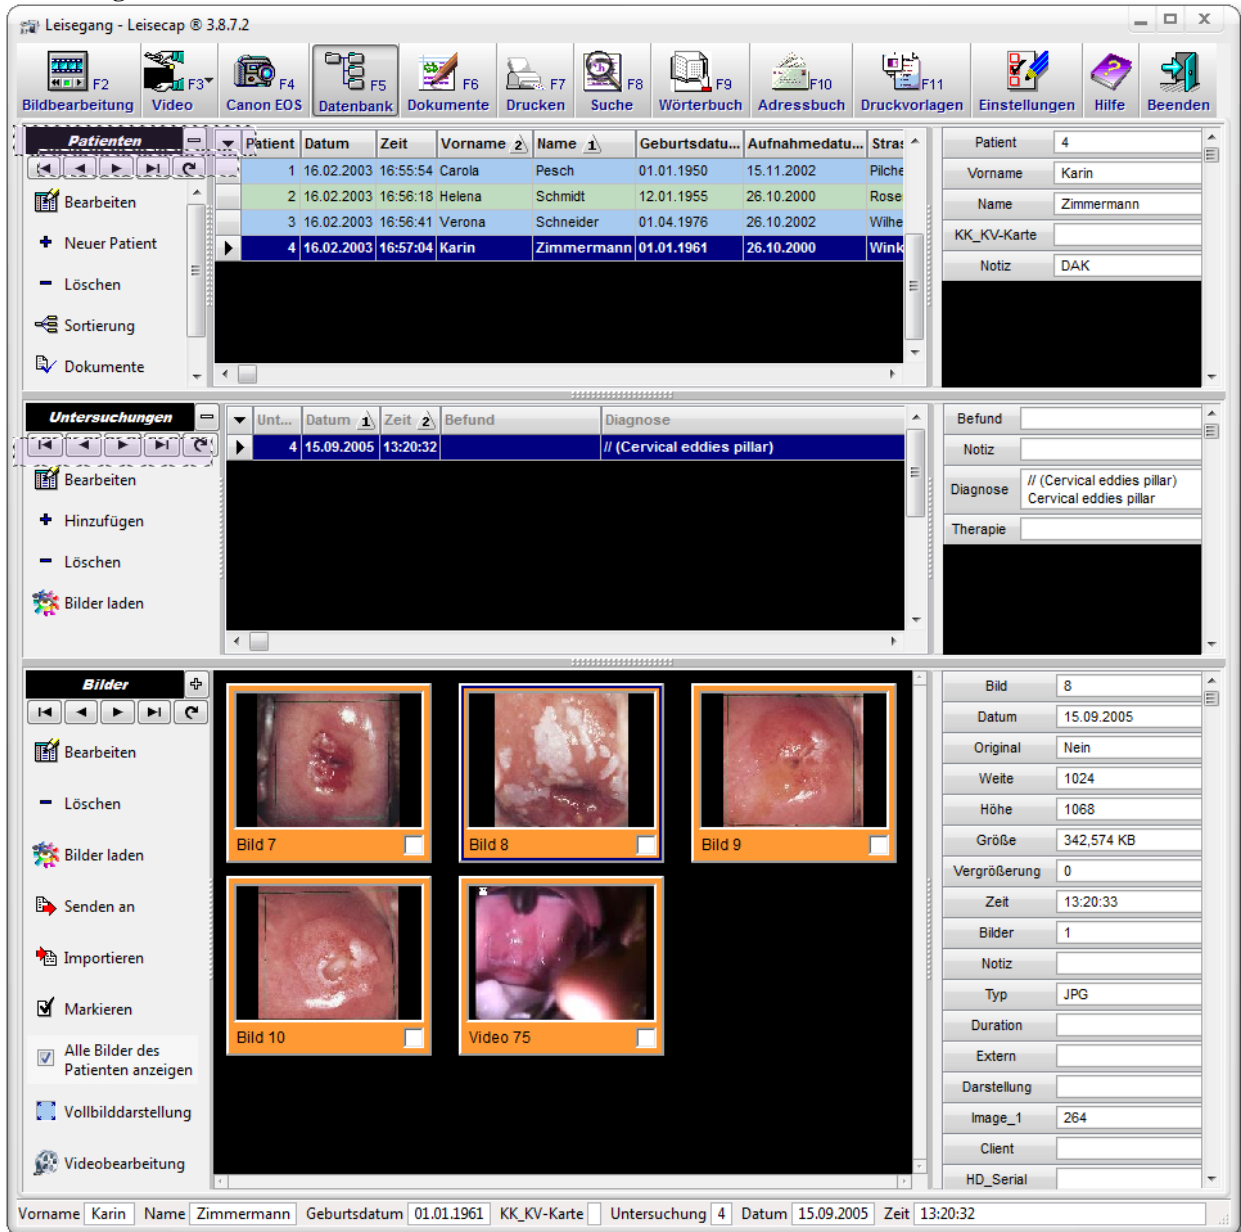 Leisegang - Leisecap ® 3.8.7.2
F2 F3 F4 F5 F6 F7 F8 F9 F10 F11
Bildbearbeitung Video Canon EOS Datenbank Dokumente Drucken Suche Wörterbuch Adressbuch Druckvorlagen Einstellungen Hilfe Beenden
Patienten
Patient Datum Zeit Vorname 2 Name 1 Geburtsdatu... Aufnahmedatu... Stras
1 16.02.2003 16:55:54 Carola Pesch 01.01.1950 15.11.2002 Pilche
2 16.02.2003 16:56:18 Helena Schmidt 12.01.1955 26.10.2000 Rose
3 16.02.2003 16:56:41 Verona Schneider 01.04.1976 26.10.2002 Wilhe
4 16.02.2003 16:57:04 Karin Zimmermann 01.01.1961 26.10.2000 Wink
Bearbeiten
Neuer Patient
Löschen
Sortierung
Dokumente
Patient 4
Vorname Karin
Name Zimmermann
KK_KV-Karte
Notiz DAK
Untersuchungen
Unt... Datum 1 Zeit 2 Befund Diagnose
4 15.09.2005 13:20:32 // (Cervical eddies pillar)
Bearbeiten
Hinzufügen
Löschen
Bilder laden
Befund
Notiz
Diagnose // (Cervical eddies pillar)
Cervical eddies pillar
Therapie
Bilder
Bearbeiten
Löschen
Bilder laden
Senden an
Importieren
Markieren
Alle Bilder des
Patienten anzeigen
Vollbilddarstellung
Videobearbeitung
Bild 7 Bild 8 Bild 9
Bild 10 Video 75
Bild 8
Datum 15.09.2005
Original Nein
Weite 1024
Höhe 1068
Größe 342,574 KB
Vergrößerung 0
Zeit 13:20:33
Bilder 1
Notiz
Typ JPG
Duration
Extern
Darstellung
Image_1 264
Client
HD_Serial
Vorname Karin Name Zimmermann Geburtsdatum 01.01.1961 KK_KV-Karte Untersuchung 4 Datum 15.09.2005 Zeit 13:20:32